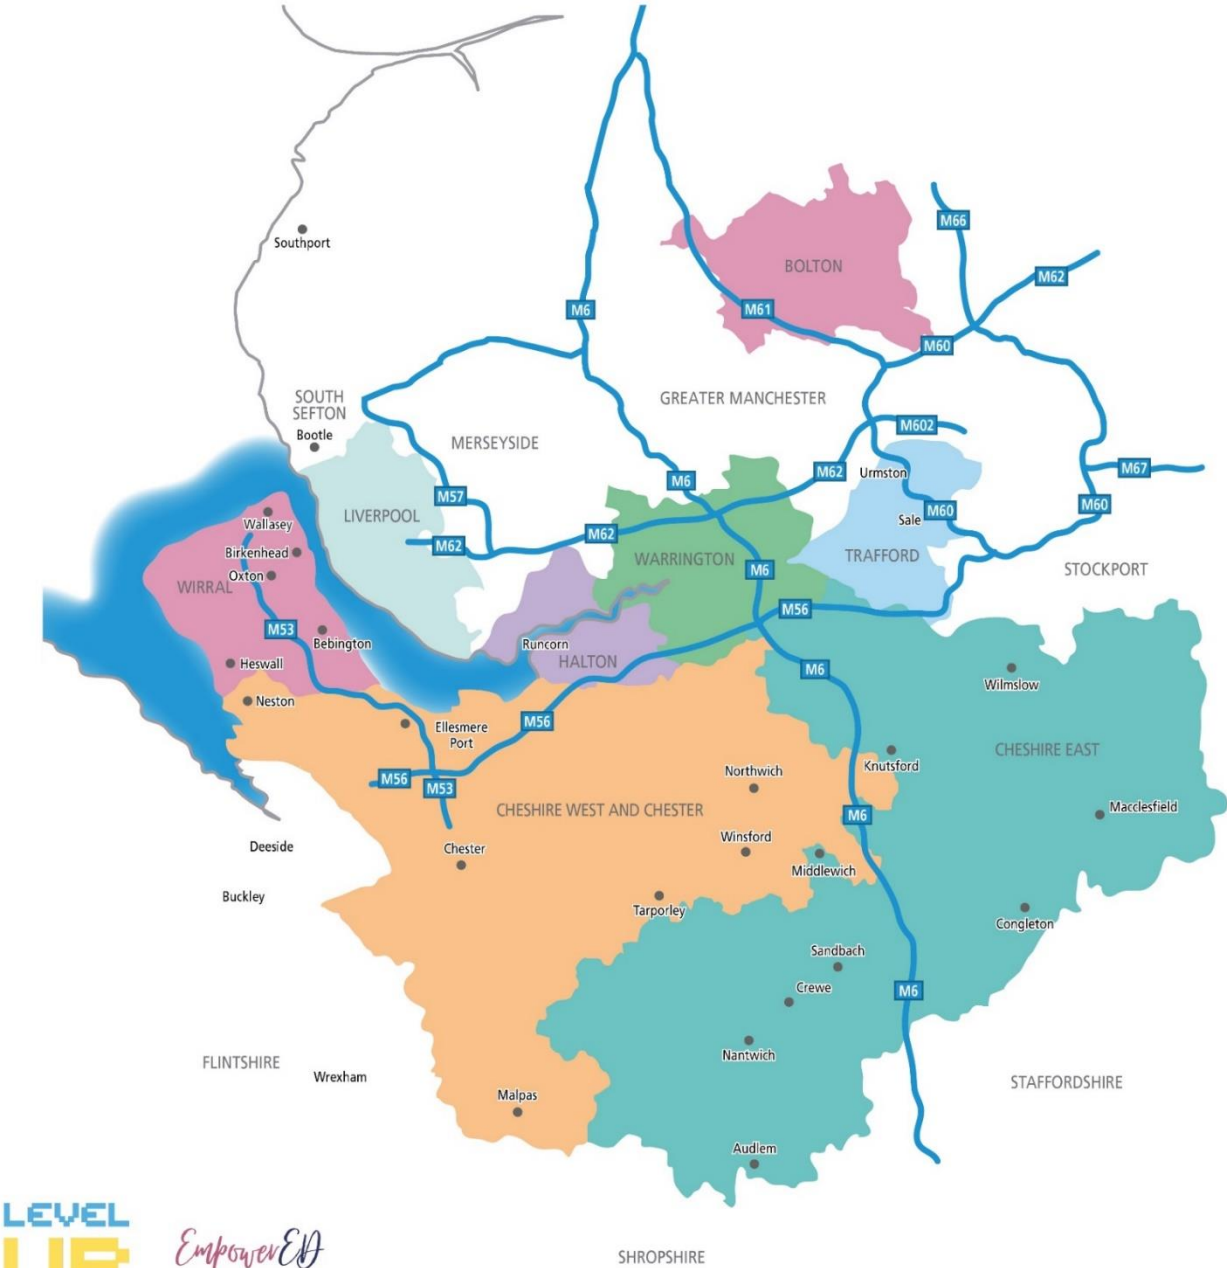 M66
Southport
BOLTON
M62
M6
M61
M60
SOUTH
SEFTON
GREATER MANCHESTER
Bootle
MERSEYSIDE
M602
M62
M67
Urmston
M6
M57
M60
M60
Wallasey
LIVERPOOL
Sale
M62
M62
Birkenhead
WARRINGTON
TRAFFORD
Oxton
M6
STOCKPORT
WIRRAL
M56
M53
Bebington
Runcorn
HALTON
Heswall
M6
Wilmslow
Neston
Ellesmere
Port
M56
CHESHIRE EAST
Knutsford
Northwich
M56
M53
CHESHIRE WEST AND CHESTER
Macclesfield
M6
Winsford
Deeside
Chester
Middlewich
Buckley
Tarporley
Congleton
Sandbach
Crewe
M6
Nantwich
FLINTSHIRE
Wrexham
STAFFORDSHIRE
Malpas
Audlem
LEVEL
UP
EmpowerED
SHROPSHIRE